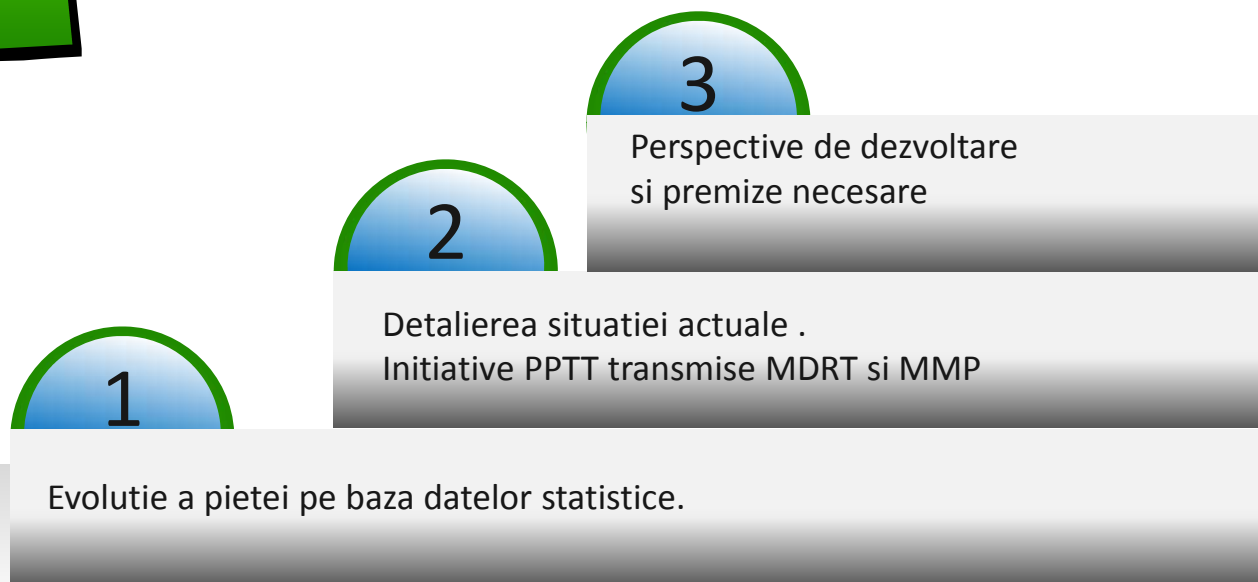 3
Perspective de dezvoltare
si premize necesare
2
Detalierea situatiei actuale .
Initiative PPTT transmise MDRT si MMP
1
Evolutie a pietei pe baza datelor statistice.